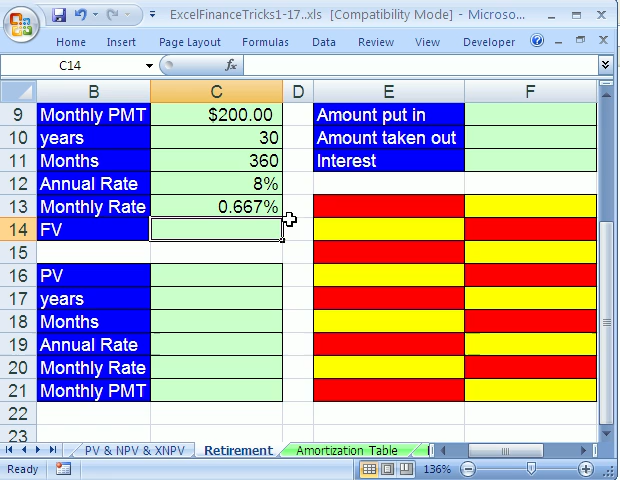 ExcelFinanceTricks1-17..xls [Compatibility Mode] - Microso...
Home Insert Page Layout Formulas Data Review View Developer
C14 fx
B C D E F
9 Monthly PMT $200.00 Amount put in
10 years 30 Amount taken out
11 Months 360 Interest
12 Annual Rate 8%
13 Monthly Rate 0.667%
14 FV
15
16 PV
17 years
18 Months
19 Annual Rate
20 Monthly Rate
21 Monthly PMT
22
23
PV & NPV & XNPV Retirement Amortization Table
Ready 136%